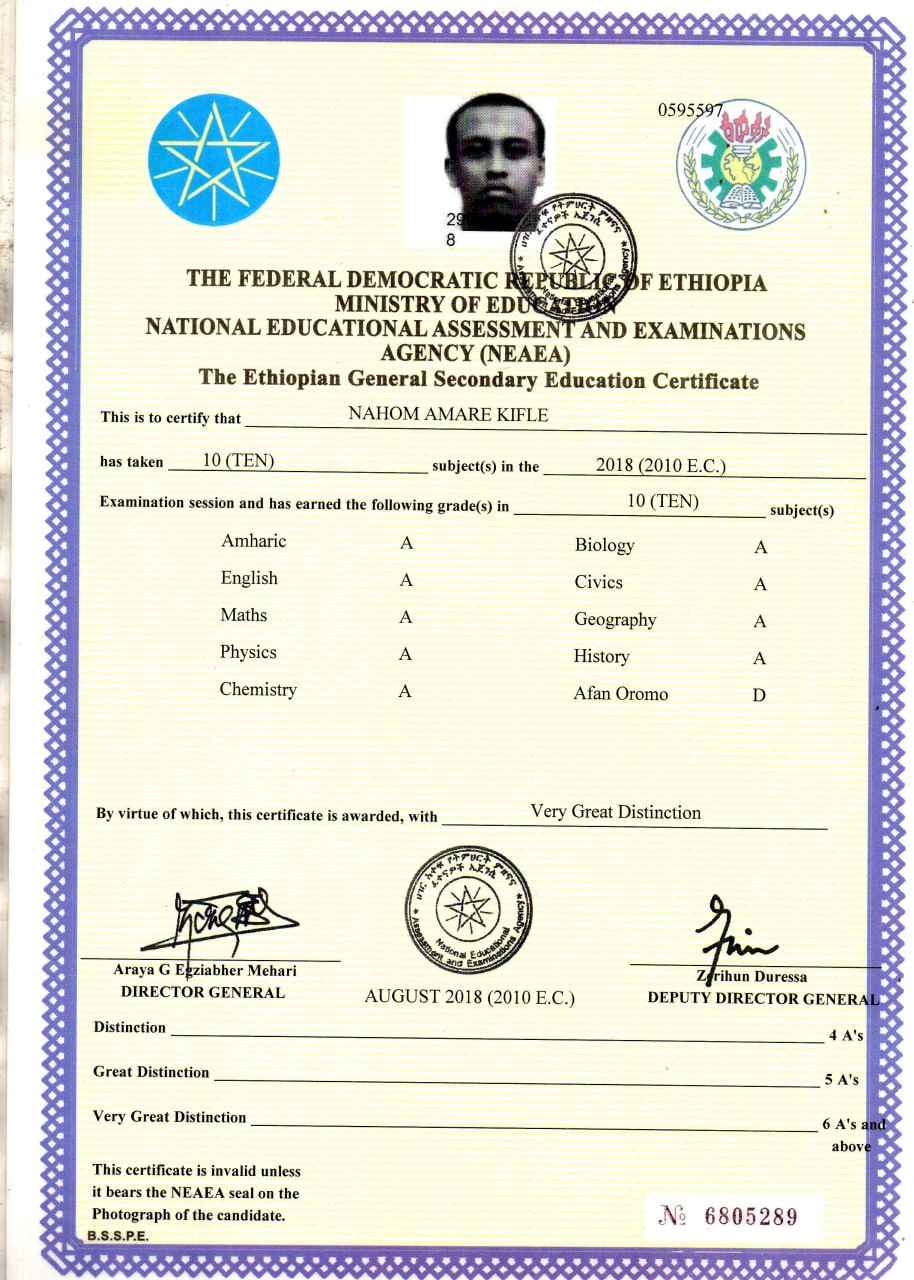 0595597
29
8
THE FEDERAL DEMOCRATIC REPUBLIC OF ETHIOPIA
MINISTRY OF EDUCATION
NATIONAL EDUCATIONAL ASSESSMENT AND EXAMINATIONS
AGENCY (NEAEA)
The Ethiopian General Secondary Education Certificate
This is to certify that NAHOM AMARE KIFLE
has taken 10 (TEN) subject(s) in the 2018 (2010 E.C.)
Examination session and has earned the following grade(s) in 10 (TEN) subject(s)
Amharic A Biology A
English A Civics A
Maths A Geography A
Physics A History A
Chemistry A Afan Oromo D
By virtue of which, this certificate is awarded, with Very Great Distinction
National Educational
Assessment and Examinations Agency
Araya G Egziabher Mehari
DIRECTOR GENERAL
AUGUST 2018 (2010 E.C.)
Zerihun Duressa
DEPUTY DIRECTOR GENERAL
Distinction 4 A's
Great Distinction 5 A's
Very Great Distinction 6 A's and
above
This certificate is invalid unless
it bears the NEAEA seal on the
Photograph of the candidate.
B.S.S.P.E.
№ 6805289